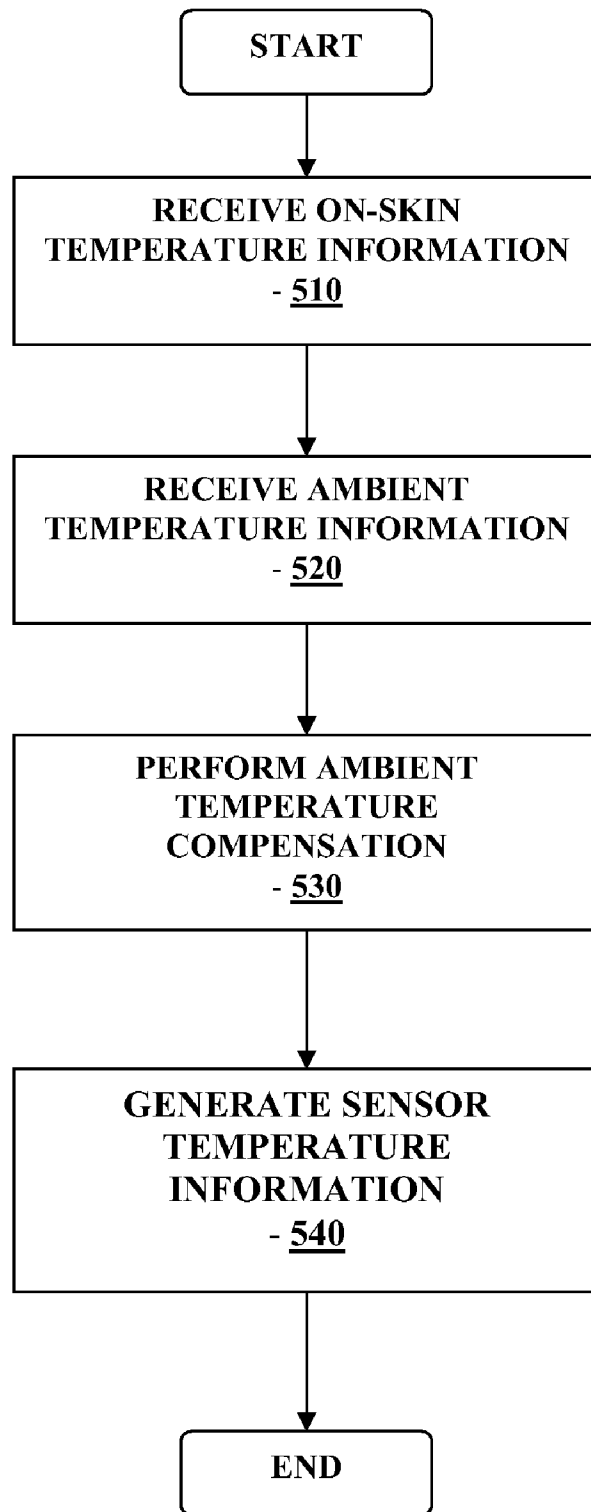 START
RECEIVE ON-SKIN
TEMPERATURE INFORMATION
- 510
RECEIVE AMBIENT
TEMPERATURE INFORMATION
- 520
PERFORM AMBIENT
TEMPERATURE
COMPENSATION
- 530
GENERATE SENSOR
TEMPERATURE
INFORMATION
- 540
END